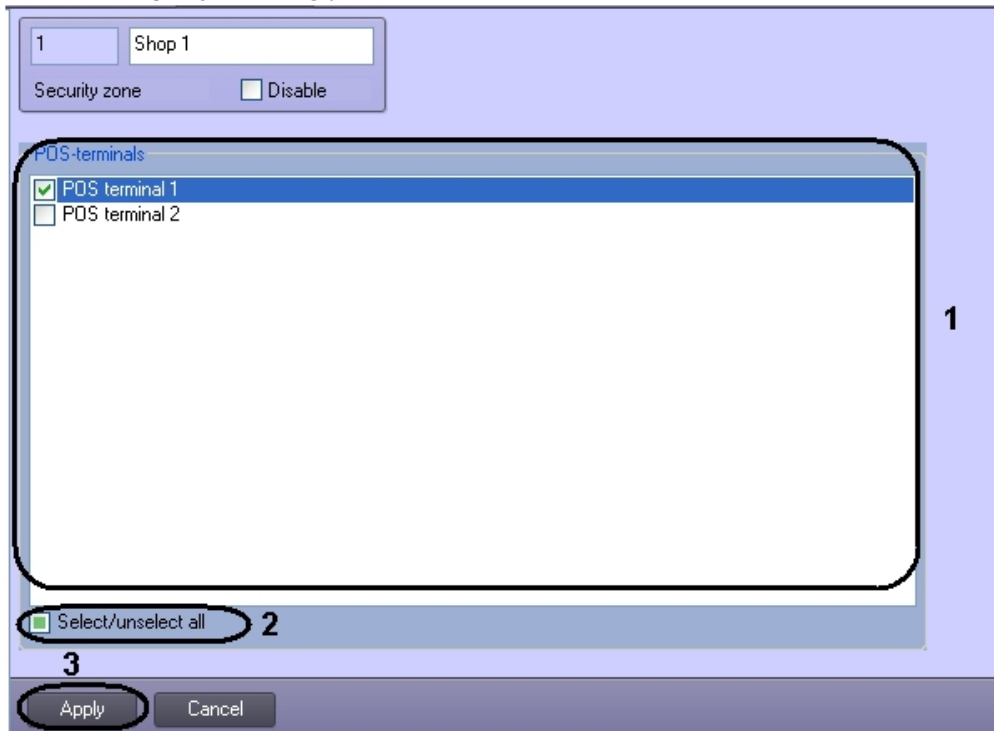 1 Shop 1
Security zone Disable
POS-terminals
POS terminal 1
POS terminal 2
1
Select/unselect all 2
3
Apply Cancel